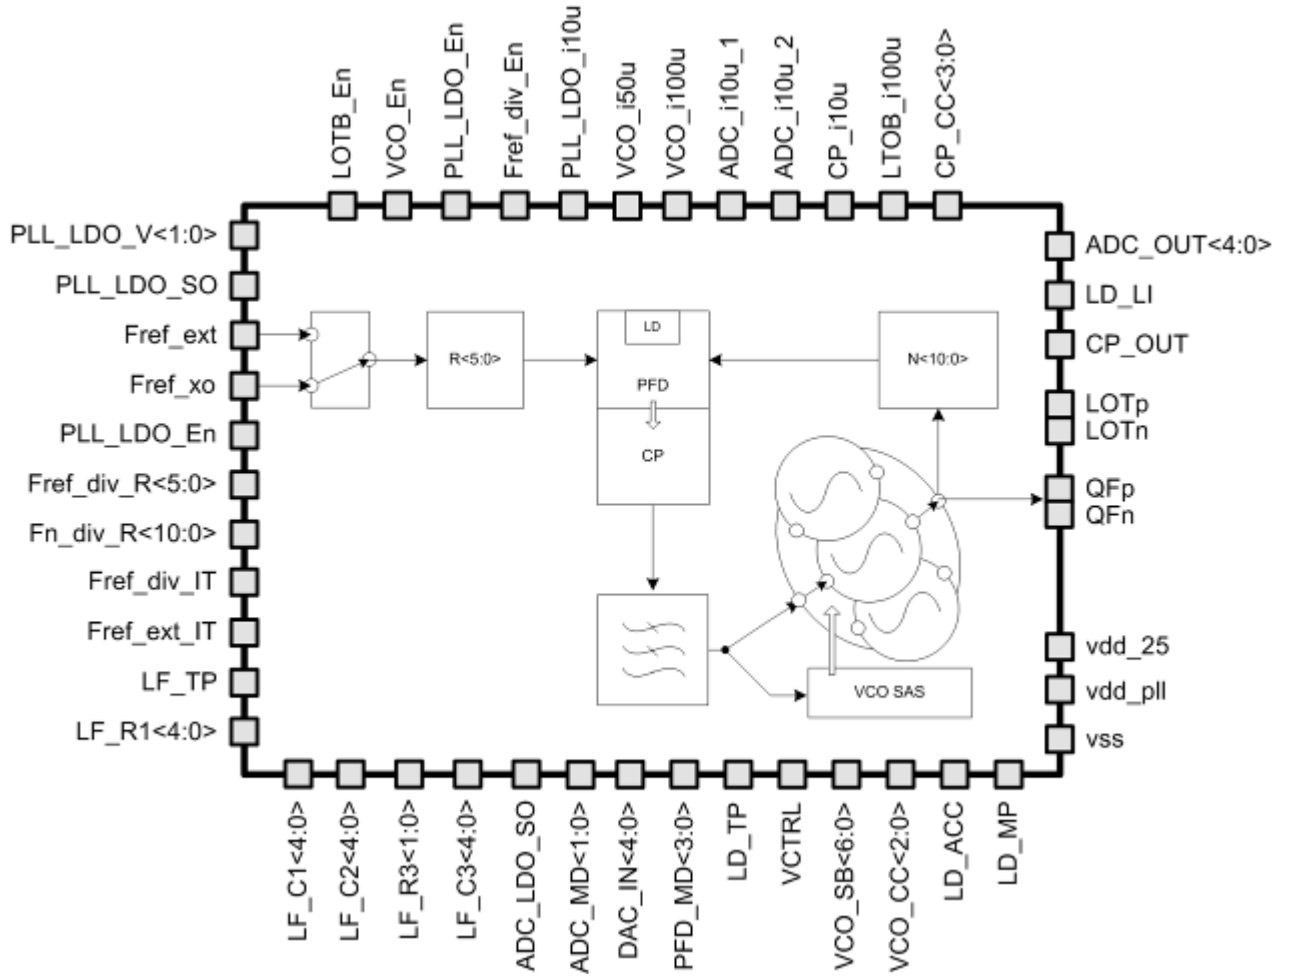 LOTB_En
VCO_En
PLL_LDO_En
Fref_div_En
PLL_LDO_i10u
VCO_i50u
VCO_i100u
ADC_i10u_1
ADC_i10u_2
CP_i10u
LTOB_i100u
CP_CC<3:0>
PLL_LDO_V<1:0>
PLL_LDO_SO
Fref_ext
Fref_xo
PLL_LDO_En
Fref_div_R<5:0>
Fn_div_R<10:0>
Fref_div_IT
Fref_ext_IT
LF_TP
LF_R1<4:0>
R<5:0>
LD
PFD
CP
N<10:0>
VCO SAS
ADC_OUT<4:0>
LD_LI
CP_OUT
LOTp
LOTn
QFp
QFn
vdd_25
vdd_pll
vss
LF_C1<4:0>
LF_C2<4:0>
LF_R3<1:0>
LF_C3<4:0>
ADC_LDO_SO
ADC_MD<1:0>
DAC_IN<4:0>
PFD_MD<3:0>
LD_TP
VCTRL
VCO_SB<6:0>
VCO_CC<2:0>
LD_ACC
LD_MP